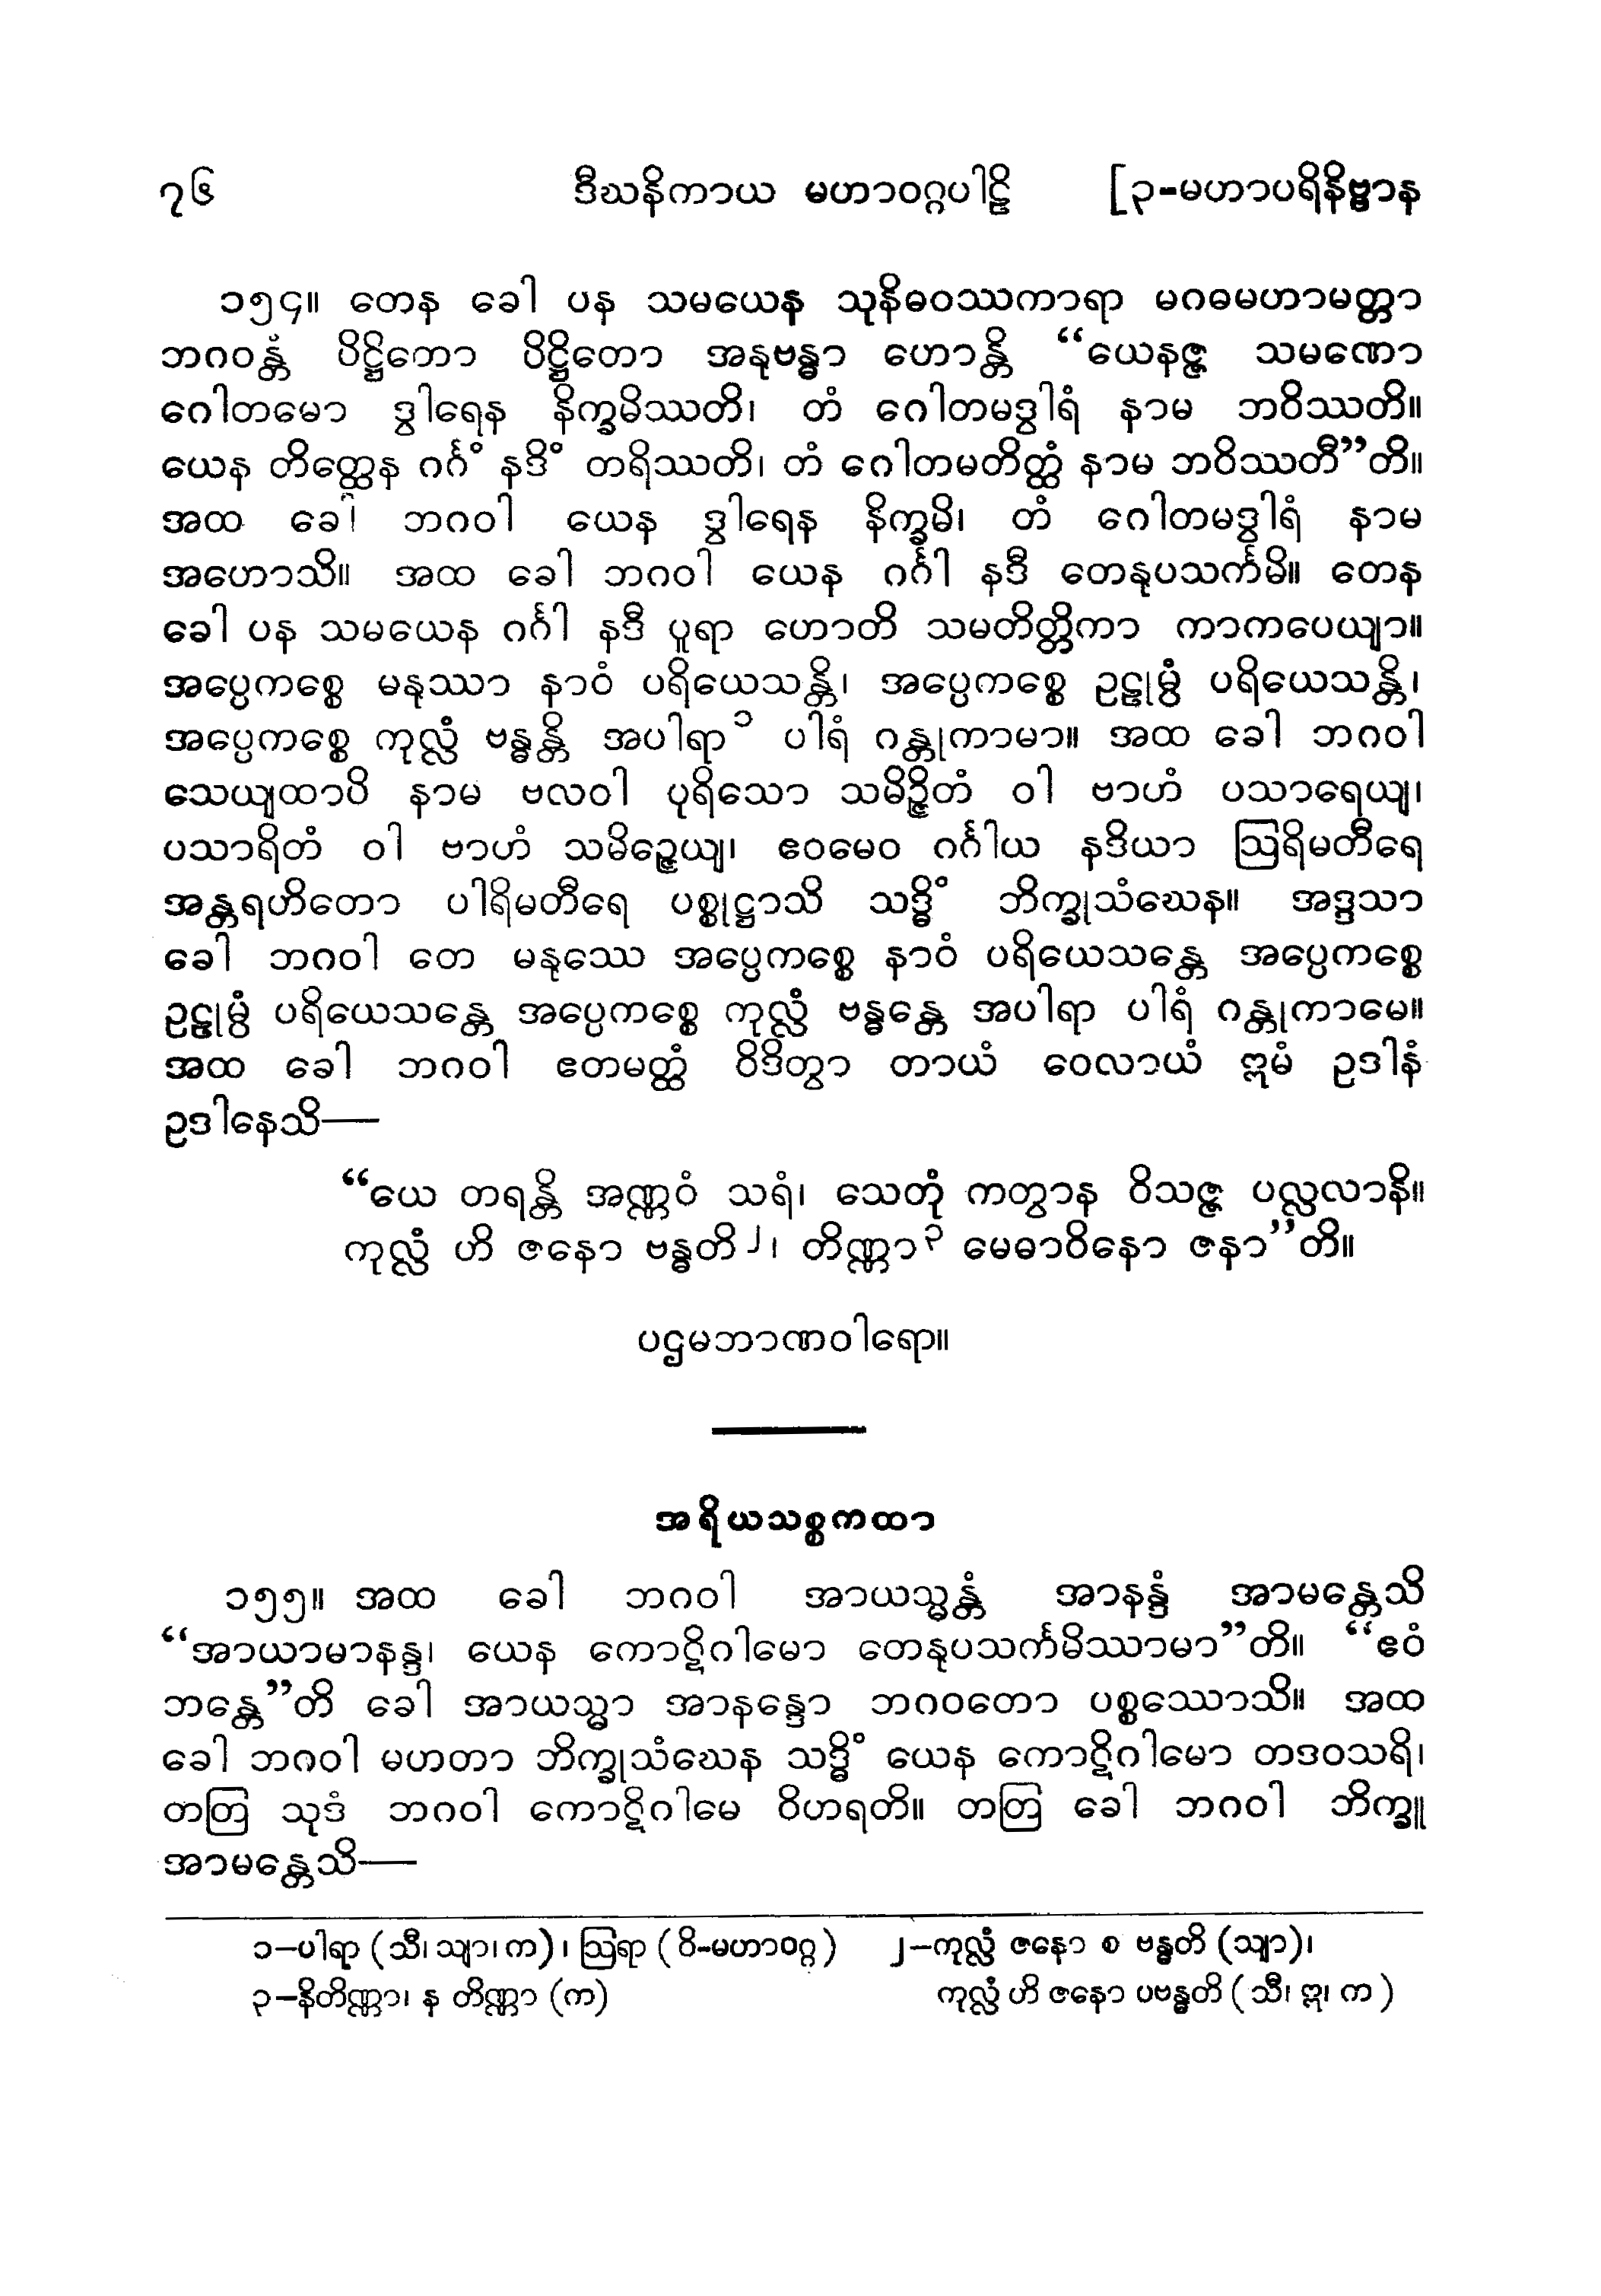 ၇၆ ဒီဃနိကာယ မဟာဝဂ္ဂပါဠိ [၃-မဟာပရိနိဗ္ဗာန
၁၅၄။ တေန ခေါ ပန သမယေန သုနိဓဝဿကာရာ မဂဓမဟာမတ္တာ
ဘဂဝန္တံ ပိဋ္ဌိတော ပိဋ္ဌိတော အနုဗန္ဓာ ဟောန္တိ “ယေနဇ္ဇ သမဏော
ဂေါတမော ဒွါရေန နိက္ခမိဿတိ၊ တံ ဂေါတမဒွါရံ နာမ ဘဝိဿတိ။
ယေန တိတ္ထေန ဂင်္ဂံ နဒိံ တရိဿတိ၊ တံ ဂေါတမတိတ္ထံ နာမ ဘဝိဿတီ”တိ။
အထ ခေါ ဘဂဝါ ယေန ဒွါရေန နိက္ခမိ၊ တံ ဂေါတမဒွါရံ နာမ
အဟောသိ။ အထ ခေါ ဘဂဝါ ယေန ဂင်္ဂါ နဒီ တေနုပသင်္ကမိ။ တေန
ခေါ ပန သမယေန ဂင်္ဂါ နဒီ ပူရာ ဟောတိ သမတိတ္တိကာ ကာကပေယျာ။
အပ္ပေကစ္စေ မနုဿာ နာဝံ ပရိယေသန္တိ၊ အပ္ပေကစ္စေ ဥဠုမ္ပံ ပရိယေသန္တိ၊
အပ္ပေကစ္စေ ကုလ္လံ ဗန္ဓန္တိ အပါရာ၁ ပါရံ ဂန္တုကာမာ။ အထ ခေါ ဘဂဝါ
သေယျထာပိ နာမ ဗလဝါ ပုရိသော သမိဉ္ဇိတံ ဝါ ဗာဟံ ပသာရေယျ၊
ပသာရိတံ ဝါ ဗာဟံ သမိဉ္ဇေယျ၊ ဧဝမေဝ ဂင်္ဂါယ နဒိယာ ဩရိမတီရေ
အန္တရဟိတော ပါရိမတီရေ ပစ္စုဋ္ဌာသိ သဒ္ဓိံ ဘိက္ခုသံဃေန။ အဒ္ဒသာ
ခေါ ဘဂဝါ တေ မနုဿေ အပ္ပေကစ္စေ နာဝံ ပရိယေသန္တေ အပ္ပေကစ္စေ
ဥဠုမ္ပံ ပရိယေသန္တေ အပ္ပေကစ္စေ ကုလ္လံ ဗန္ဓန္တေ အပါရာ ပါရံ ဂန္တုကာမေ။
အထ ခေါ ဘဂဝါ ဧတမတ္ထံ ဝိဒိတွာ တာယံ ဝေလာယံ ဣမံ ဥဒါနံ
ဥဒါနေသိ—
“ယေ တရန္တိ အဏ္ဏဝံ သရံ၊ သေတုံ ကတွာန ဝိသဇ္ဇ ပလ္လလာနိ။
ကုလ္လံ ဟိ ဇနော ဗန္ဓတိ၂၊ တိဏ္ဏာ၃ မေဓာဝိနော ဇနာ”တိ။
ပဌမဘာဏဝါရော။
အရိယသစ္စကထာ
၁၅၅။ အထ ခေါ ဘဂဝါ အာယသ္မန္တံ အာနန္ဒံ အာမန္တေသိ
“အာယာမာနန္ဒ၊ ယေန ကောဋိဂါမော တေနုပသင်္ကမိဿာမာ”တိ။ “ဧဝံ
ဘန္တေ”တိ ခေါ အာယသ္မာ အာနန္ဒော ဘဂဝတော ပစ္စဿောသိ။ အထ
ခေါ ဘဂဝါ မဟတာ ဘိက္ခုသံဃေန သဒ္ဓိံ ယေန ကောဋိဂါမော တဒဝသရိ၊
တတြ သုဒံ ဘဂဝါ ကောဋိဂါမေ ဝိဟရတိ။ တတြ ခေါ ဘဂဝါ ဘိက္ခူ
အာမန္တေသိ—
၁–ပါရာ (သီ၊ သျာ၊ က)၊ ဩရာ (ဝိ-မဟာဝဂ္ဂ) ၂–ကုလ္လံ ဇနော စ ဗန္ဓတိ (သျာ)၊
၃–နိတိဏ္ဏာ၊ န တိဏ္ဏာ (က) ကုလ္လံ ဟိ ဇနော ပဗန္ဓတိ (သီ၊ ဣ၊ က)